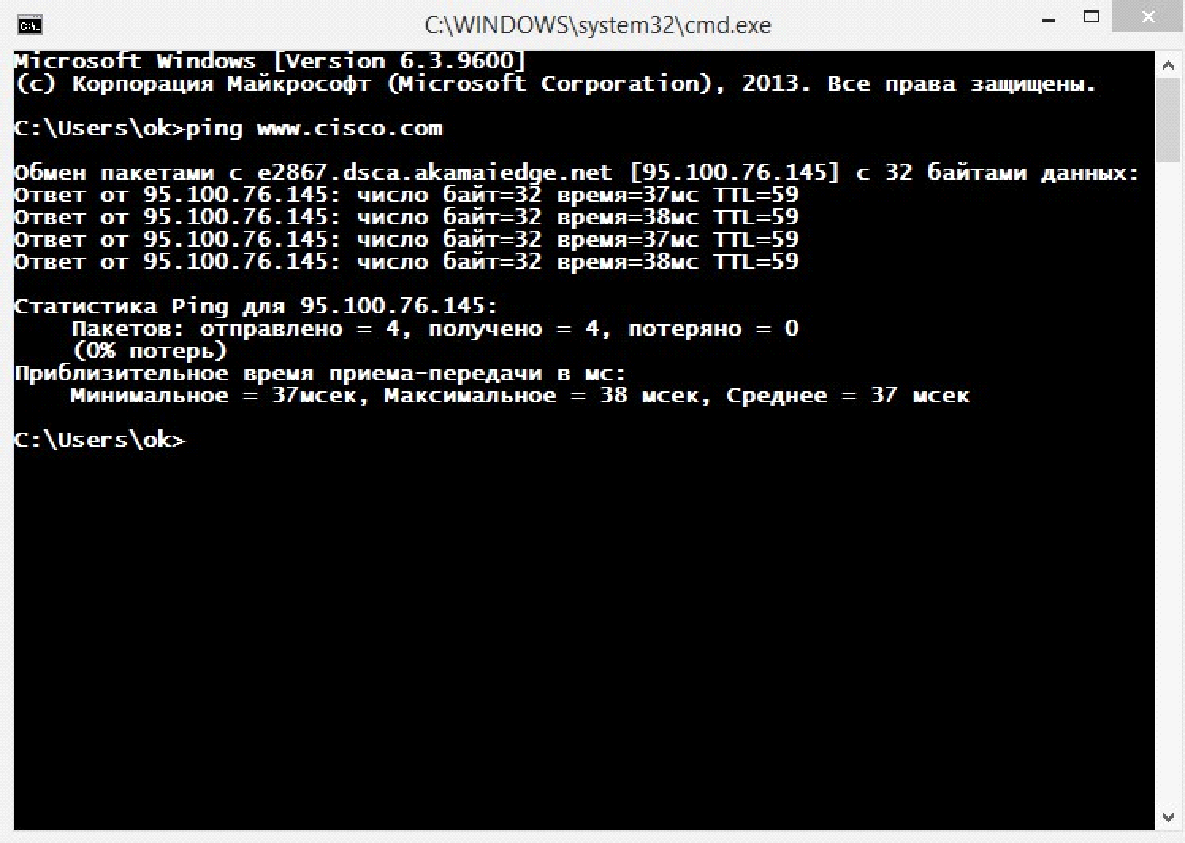 C:\WINDOWS\system32\cmd.exe
Microsoft Windows [Version 6.3.9600]
(c) Корпорация Майкрософт (Microsoft Corporation), 2013. Все права защищены.
C:\Users\ok>ping www.cisco.com
Обмен пакетами с e2867.dsca.akamaiedge.net [95.100.76.145] с 32 байтами данных:
Ответ от 95.100.76.145: число байт=32 время=37мс TTL=59
Ответ от 95.100.76.145: число байт=32 время=38мс TTL=59
Ответ от 95.100.76.145: число байт=32 время=37мс TTL=59
Ответ от 95.100.76.145: число байт=32 время=38мс TTL=59
Статистика Ping для 95.100.76.145:
Пакетов: отправлено = 4, получено = 4, потеряно = 0
(0% потерь)
Приблизительное время приема-передачи в мс:
Минимальное = 37мсек, Максимальное = 38 мсек, Среднее = 37 мсек
C:\Users\ok>